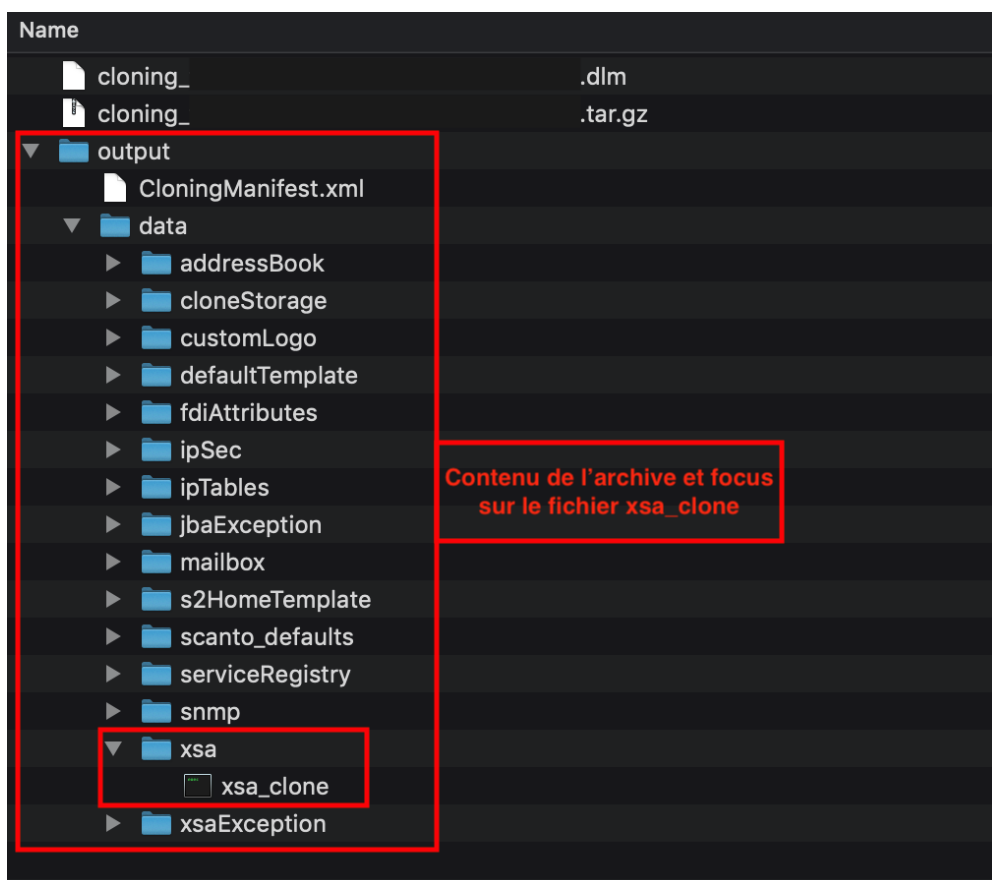 Name
cloning_ .dlm
cloning_ .tar.gz
output
CloningManifest.xml
data
addressBook
cloneStorage
customLogo
defaultTemplate
fdiAttributes
ipSec
ipTables
jbaException
mailbox
s2HomeTemplate
scanto_defaults
serviceRegistry
snmp
xsa
xsa_clone
xsaException
Contenu de l'archive et focus
sur le fichier xsa_clone